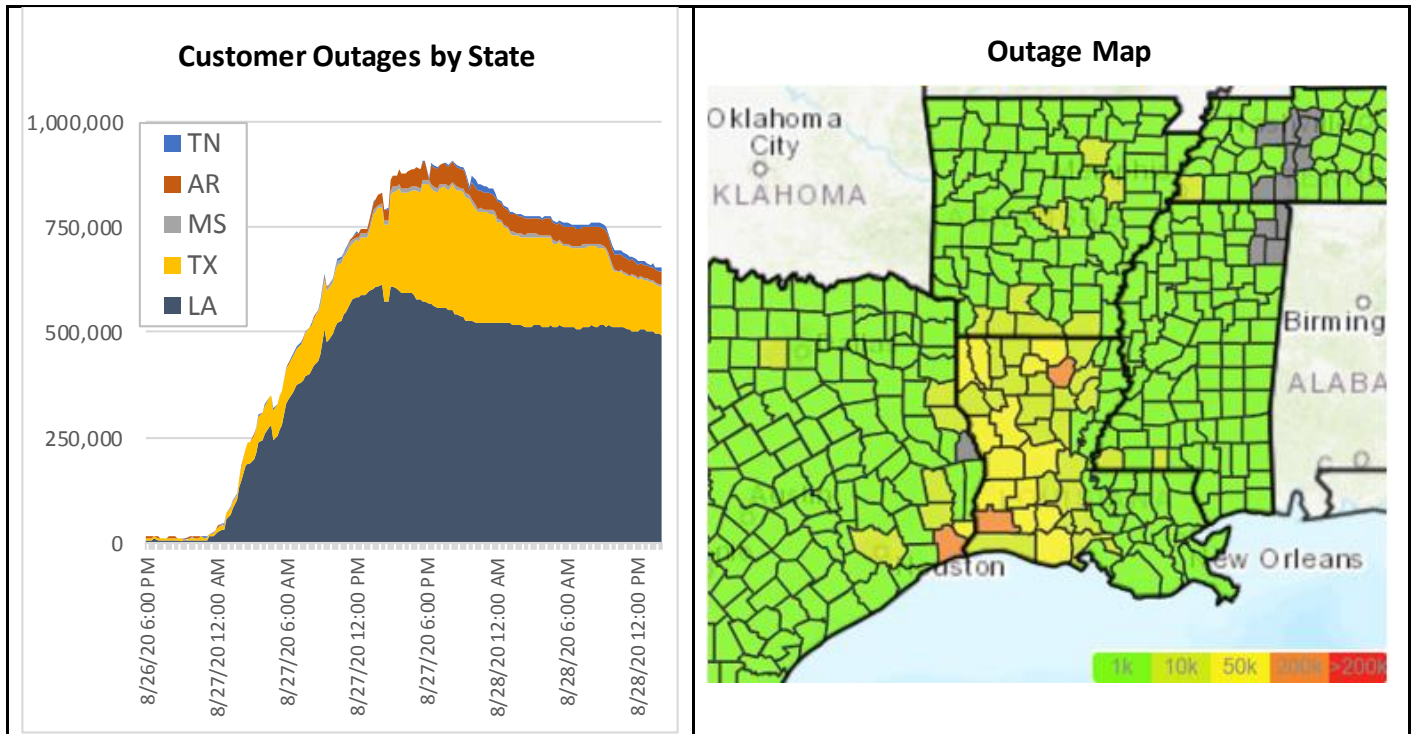 Customer Outages by State
1,000,000
750,000
500,000
250,000
0
TN
AR
MS
TX
LA
8/26/20 6:00 PM
8/27/20 12:00 AM
8/27/20 6:00 AM
8/27/20 12:00 PM
8/27/20 6:00 PM
8/28/20 12:00 AM
8/28/20 6:00 AM
8/28/20 12:00 PM
Outage Map
Oklahoma
City
KLAHOMA
Birming
ALABA
uston
ew Orleans
1k 10k 50k >200k